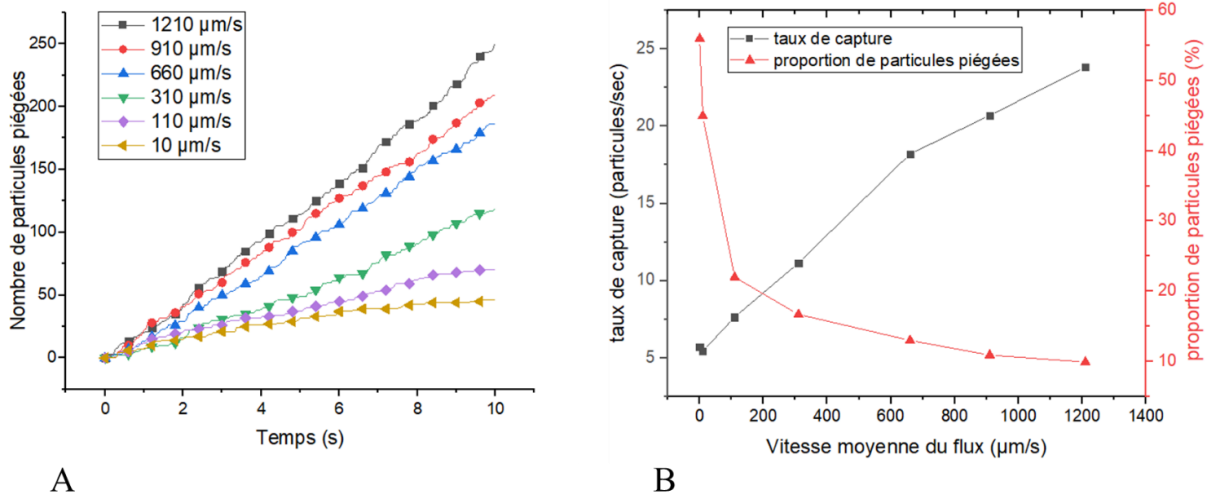 1210 µm/s
910 µm/s
660 µm/s
310 µm/s
110 µm/s
10 µm/s
Nombre de particules piégées
250
200
150
100
50
0
0 2 4 6 8 10
Temps (s)
A
taux de capture
proportion de particules piégées
taux de capture (particules/sec)
25
20
15
10
5
proportion de particules piégées (%)
60
50
40
30
20
10
0 200 400 600 800 1000 1200 1400
Vitesse moyenne du flux (µm/s)
B